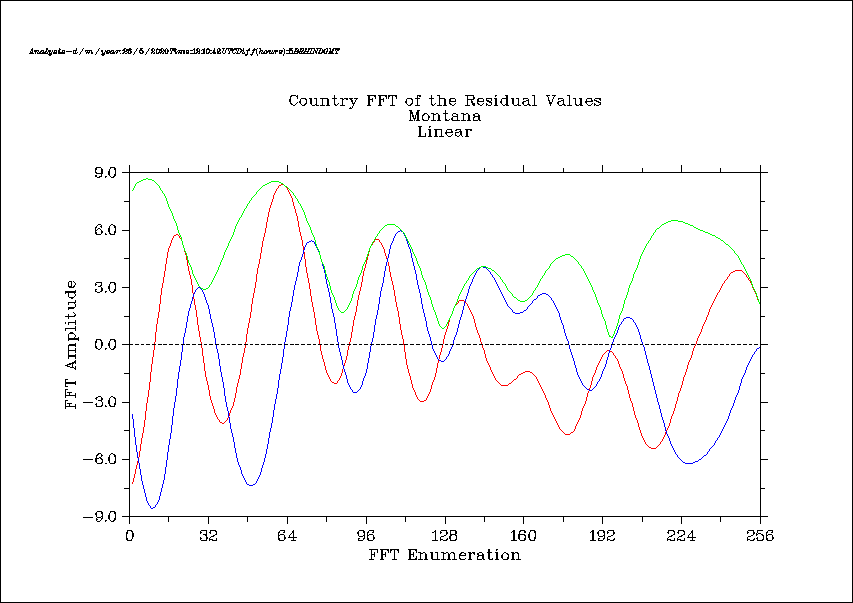 Country FFT of the Residual Values
Montana
Linear
9.0
6.0
3.0
0.0
−3.0
−6.0
−9.0
FFT Amplitude
0 32 64 96 128 160 192 224 256
FFT Enumeration